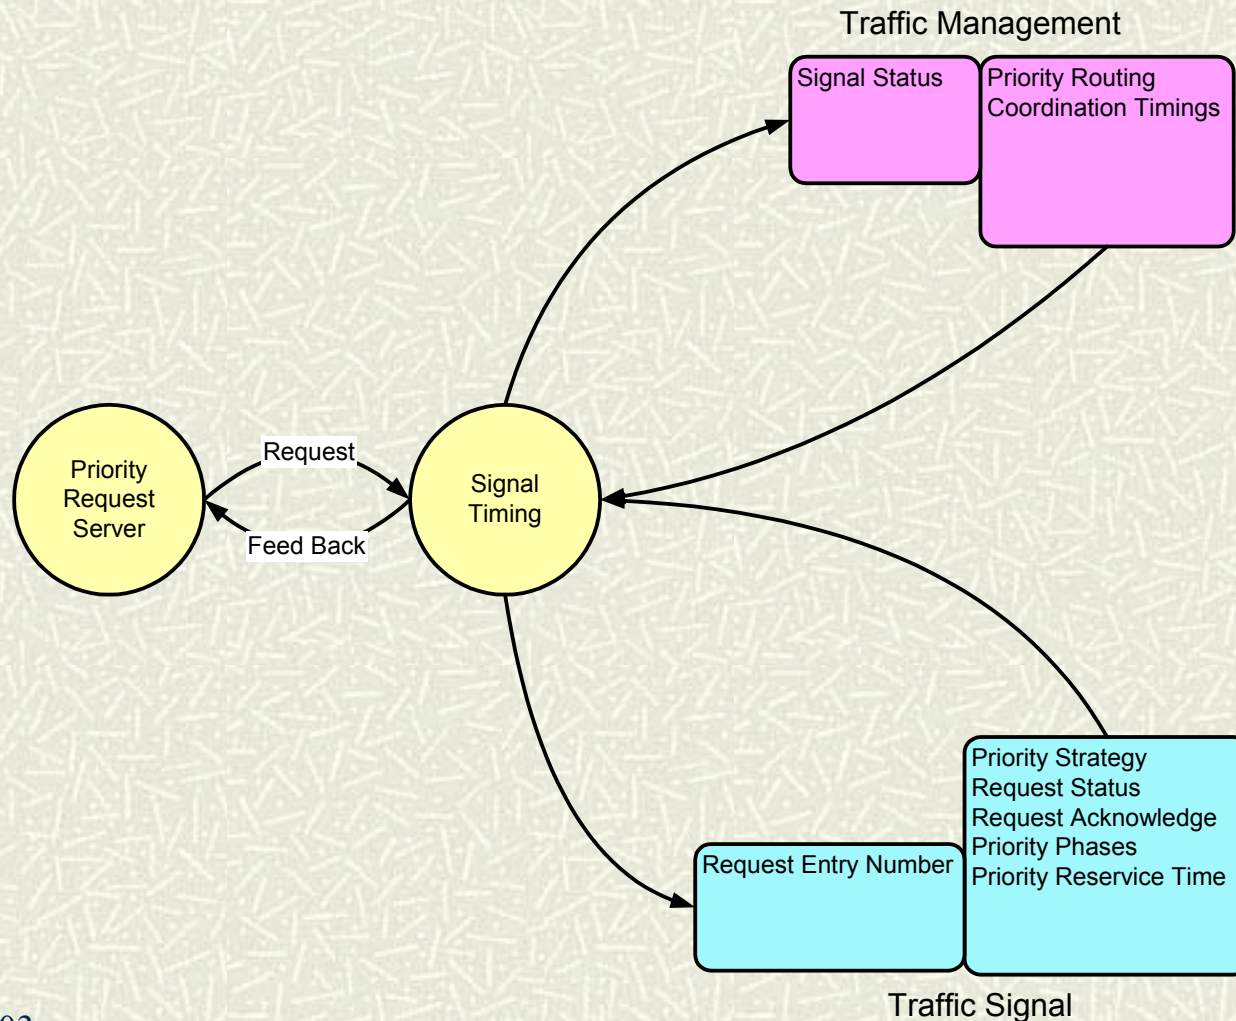 Traffic Management
Signal Status
Priority Routing
Coordination Timings
Request
Priority
Request
Server
Signal
Timing
Feed Back
Priority Strategy
Request Status
Request Acknowledge
Priority Phases
Priority Reservice Time
Request Entry Number
Traffic Signal